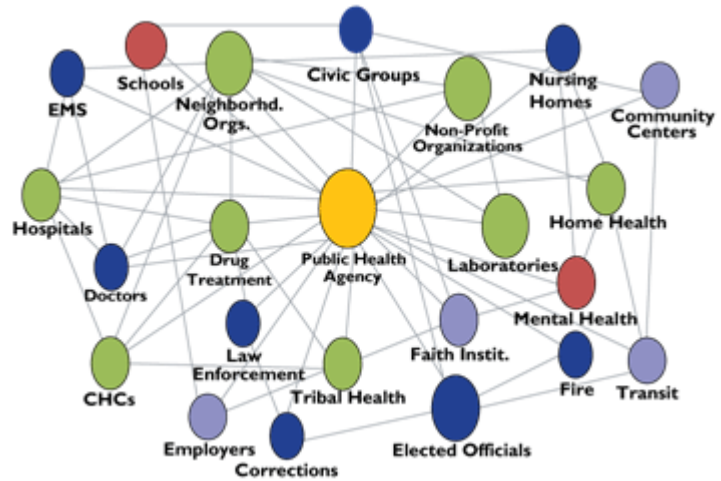 Schools
Civic Groups
EMS
Neighborhd.
Orgs.
Nursing
Homes
Non-Profit
Organizations
Community
Centers
Hospitals
Drug
Treatment
Public Health
Agency
Laboratories
Home Health
Doctors
Law
Enforcement
Faith Instit.
Mental Health
CHCs
Tribal Health
Fire
Transit
Employers
Corrections
Elected Officials